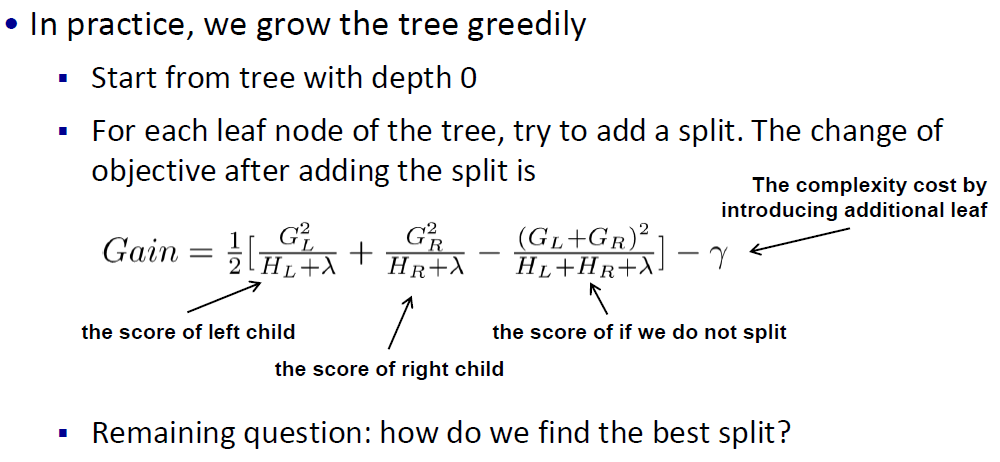 • In practice, we grow the tree greedily
▪ Start from tree with depth 0
▪ For each leaf node of the tree, try to add a split. The change of
objective after adding the split is
The complexity cost by
introducing additional leaf
Gain = 1/2 [ G_L^2/(H_L+λ) + G_R^2/(H_R+λ) − (G_L+G_R)^2/(H_L+H_R+λ) ] − γ
the score of left child
the score of if we do not split
the score of right child
▪ Remaining question: how do we find the best split?